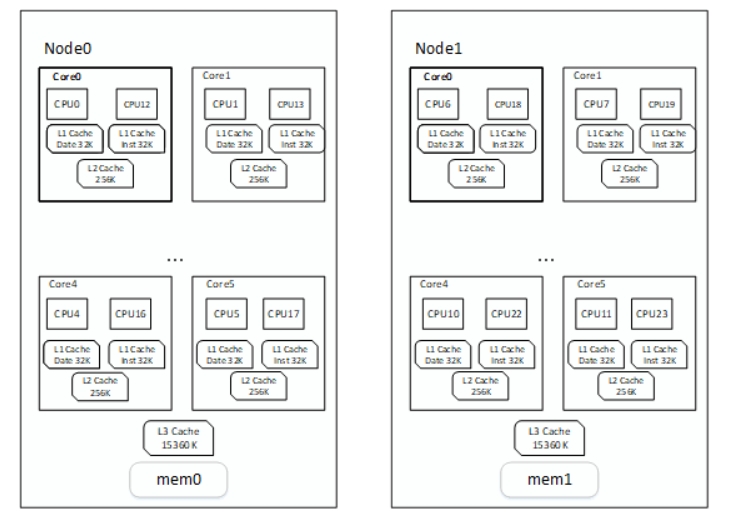 Node0
Core0
CPU0
CPU12
L1 Cache
Date 32K
L1 Cache
Inst 32K
L2 Cache
256K
Core1
CPU1
CPU13
L1 Cache
Date 32K
L1 Cache
Inst 32K
L2 Cache
256K
...
Core4
CPU4
CPU16
L1 Cache
Date 32K
L1 Cache
Inst 32K
L2 Cache
256K
Core5
CPU5
CPU17
L1 Cache
Date 32K
L1 Cache
Inst 32K
L2 Cache
256K
L3 Cache
15360 K
mem0
Node1
Core0
CPU6
CPU18
L1 Cache
Date 32K
L1 Cache
Inst 32K
L2 Cache
256K
Core1
CPU7
CPU19
L1 Cache
Date 32K
L1 Cache
Inst 32K
L2 Cache
256K
...
Core4
CPU10
CPU22
L1 Cache
Date 32K
L1 Cache
Inst 32K
L2 Cache
256K
Core5
CPU11
CPU23
L1 Cache
Date 32K
L1 Cache
Inst 32K
L2 Cache
256K
L3 Cache
15360 K
mem1